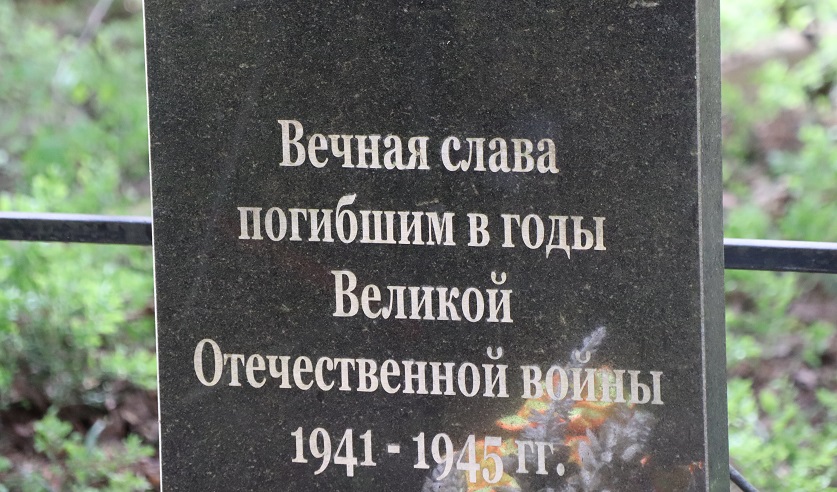 Вечная слава
погибшим в годы
Великой
Отечественной войны
1941 - 1945 гг.